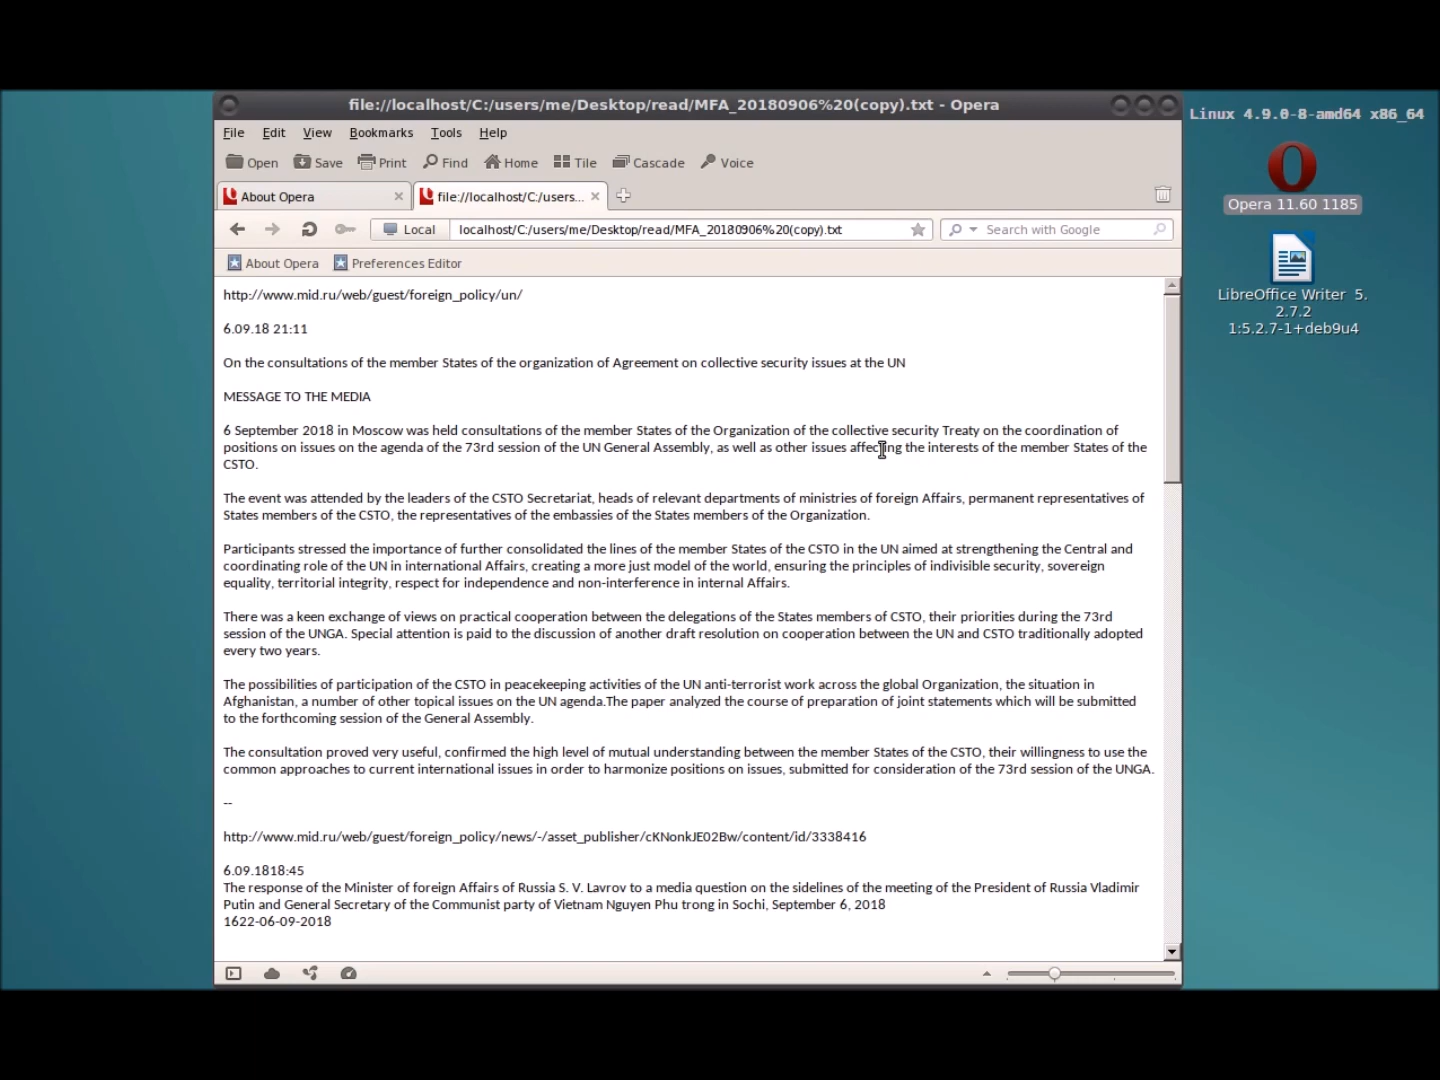 file://localhost/C:/users/me/Desktop/read/MFA_20180906%20(copy).txt - Opera
File Edit View Bookmarks Tools Help
Open Save Print Find Home Tile Cascade Voice
About Opera
file://localhost/C:/users...
Local
localhost/C:/users/me/Desktop/read/MFA_20180906%20(copy).txt
Search with Google
About Opera Preferences Editor
http://www.mid.ru/web/guest/foreign_policy/un/
6.09.18 21:11
On the consultations of the member States of the organization of Agreement on collective security issues at the UN
MESSAGE TO THE MEDIA
6 September 2018 in Moscow was held consultations of the member States of the Organization of the collective security Treaty on the coordination of
positions on issues on the agenda of the 73rd session of the UN General Assembly, as well as other issues affecting the interests of the member States of the
CSTO.
The event was attended by the leaders of the CSTO Secretariat, heads of relevant departments of ministries of foreign Affairs, permanent representatives of
States members of the CSTO, the representatives of the embassies of the States members of the Organization.
Participants stressed the importance of further consolidated the lines of the member States of the CSTO in the UN aimed at strengthening the Central and
coordinating role of the UN in international Affairs, creating a more just model of the world, ensuring the principles of indivisible security, sovereign
equality, territorial integrity, respect for independence and non-interference in internal Affairs.
There was a keen exchange of views on practical cooperation between the delegations of the States members of CSTO, their priorities during the 73rd
session of the UNGA. Special attention is paid to the discussion of another draft resolution on cooperation between the UN and CSTO traditionally adopted
every two years.
The possibilities of participation of the CSTO in peacekeeping activities of the UN anti-terrorist work across the global Organization, the situation in
Afghanistan, a number of other topical issues on the UN agenda.The paper analyzed the course of preparation of joint statements which will be submitted
to the forthcoming session of the General Assembly.
The consultation proved very useful, confirmed the high level of mutual understanding between the member States of the CSTO, their willingness to use the
common approaches to current international issues in order to harmonize positions on issues, submitted for consideration of the 73rd session of the UNGA.
--
http://www.mid.ru/web/guest/foreign_policy/news/-/asset_publisher/cKNonkJE02Bw/content/id/3338416
6.09.1818:45
The response of the Minister of foreign Affairs of Russia S. V. Lavrov to a media question on the sidelines of the meeting of the President of Russia Vladimir
Putin and General Secretary of the Communist party of Vietnam Nguyen Phu trong in Sochi, September 6, 2018
1622-06-09-2018
Linux 4.9.0-8-amd64 x86_64
Opera 11.60 1185
LibreOffice Writer 5.
2.7.2
1:5.2.7-1+deb9u4